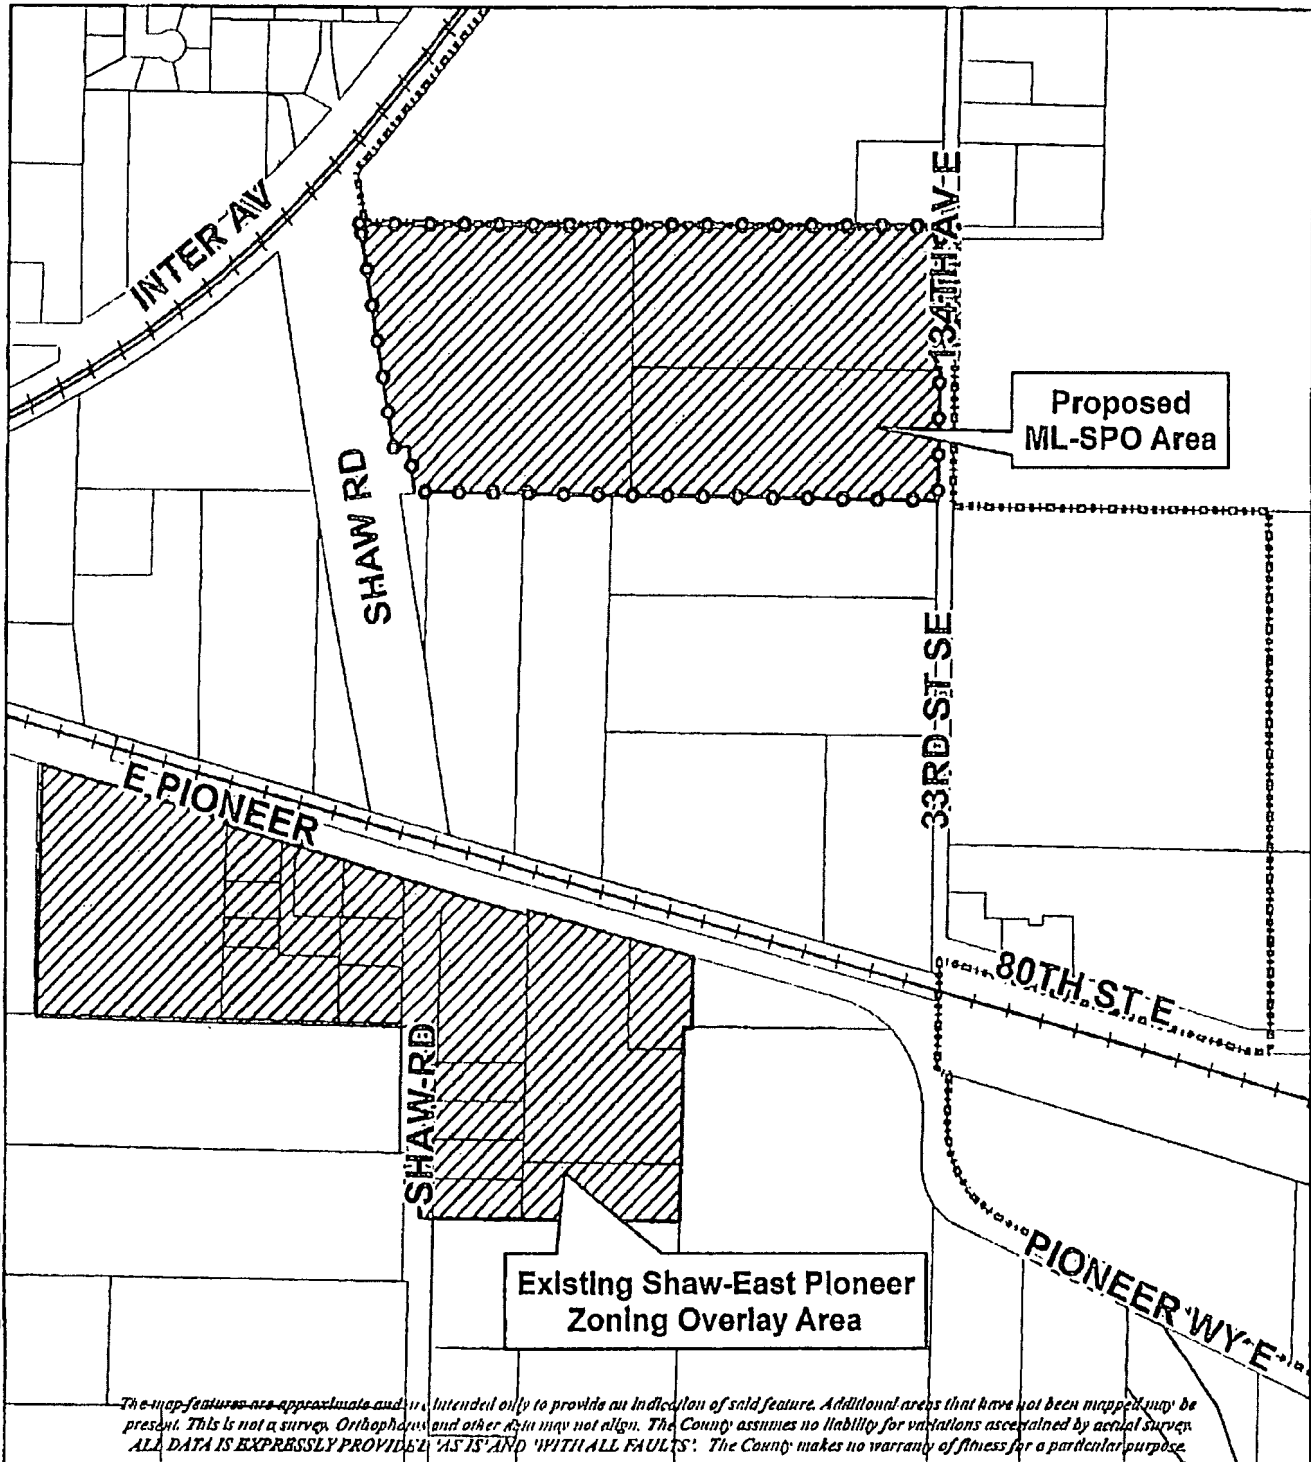 INTER AV
134TH AV E
Proposed
ML-SPO Area
SHAW RD
33RD ST SE
E PIONEER
80TH ST E
SHAW RD
Existing Shaw-East Pioneer
Zoning Overlay Area
PIONEER WY E
The map features are approximate and are intended only to provide an indication of said feature. Additional areas that have not been mapped may be
present. This is not a survey. Orthophotos and other data may not align. The County assumes no liability for variations ascertained by actual survey.
ALL DATA IS EXPRESSLY PROVIDED 'AS IS' AND 'WITH ALL FAULTS'. The County makes no warranty of fitness for a particular purpose.